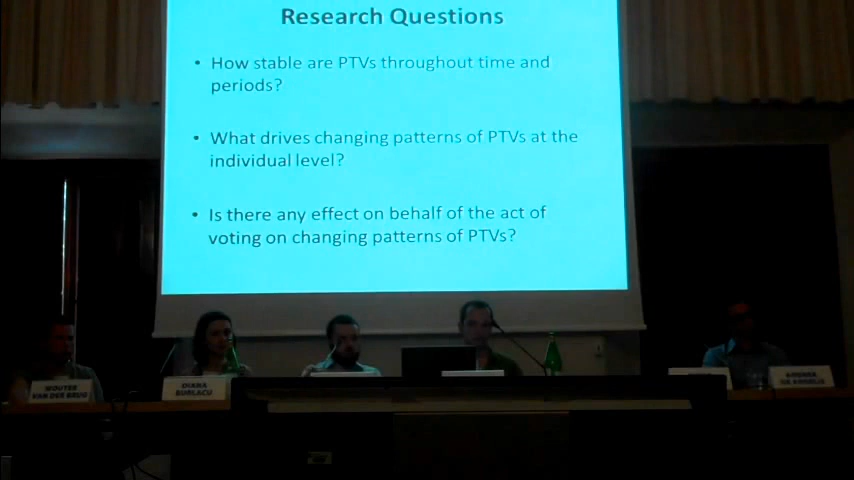 Research Questions
• How stable are PTVs throughout time and
periods?
• What drives changing patterns of PTVs at the
individual level?
• Is there any effect on behalf of the act of
voting on changing patterns of PTVs?
WOUTER
VAN DER BRUG
DIANA
BURLACU